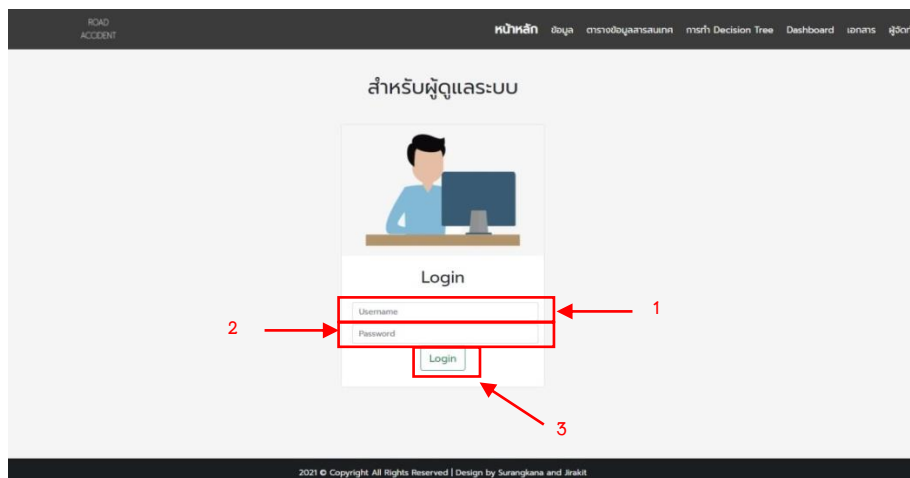 ROAD
ACCIDENT
หน้าหลัก ข้อมูล ตารางข้อมูลสารสนเทศ การทำ Decision Tree Dashboard เอกสาร
สำหรับผู้ดูแลระบบ
Login
Username
1
2
Password
Login
3
2021 © Copyright All Rights Reserved | Design by Surangkana and Jirakit